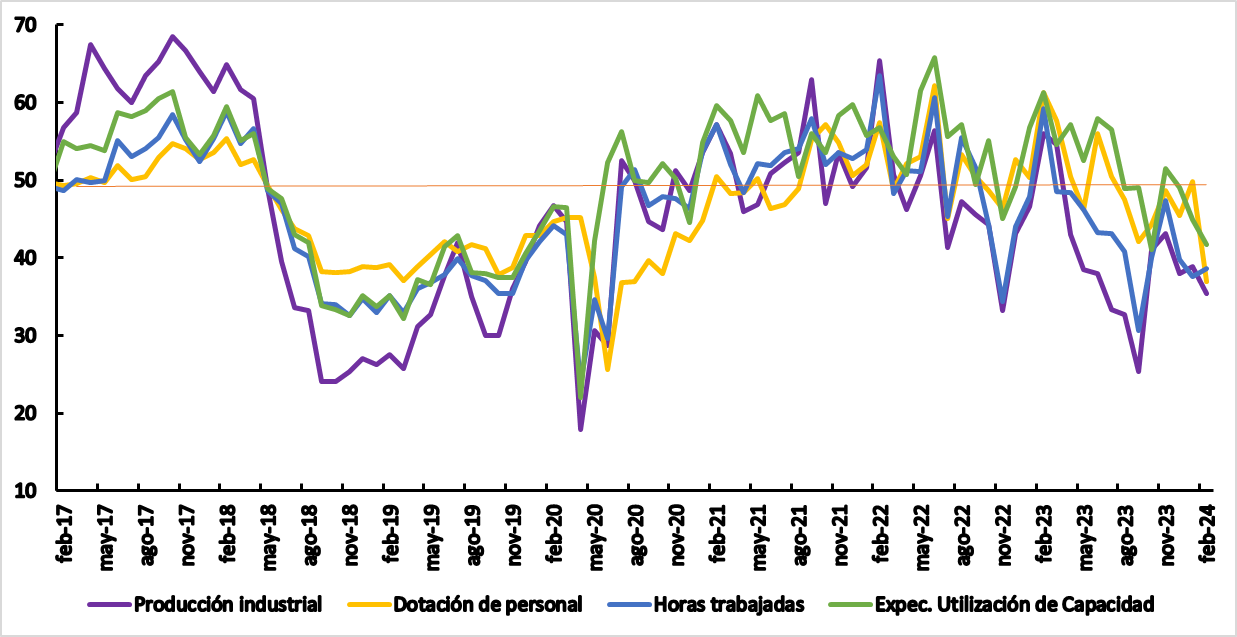 70
60
50
40
30
20
10
feb-17
may-17
ago-17
nov-17
feb-18
may-18
ago-18
nov-18
feb-19
may-19
ago-19
nov-19
feb-20
may-20
ago-20
nov-20
feb-21
may-21
ago-21
nov-21
feb-22
may-22
ago-22
nov-22
feb-23
may-23
ago-23
nov-23
feb-24
Producción industrial
Dotación de personal
Horas trabajadas
Expec. Utilización de Capacidad